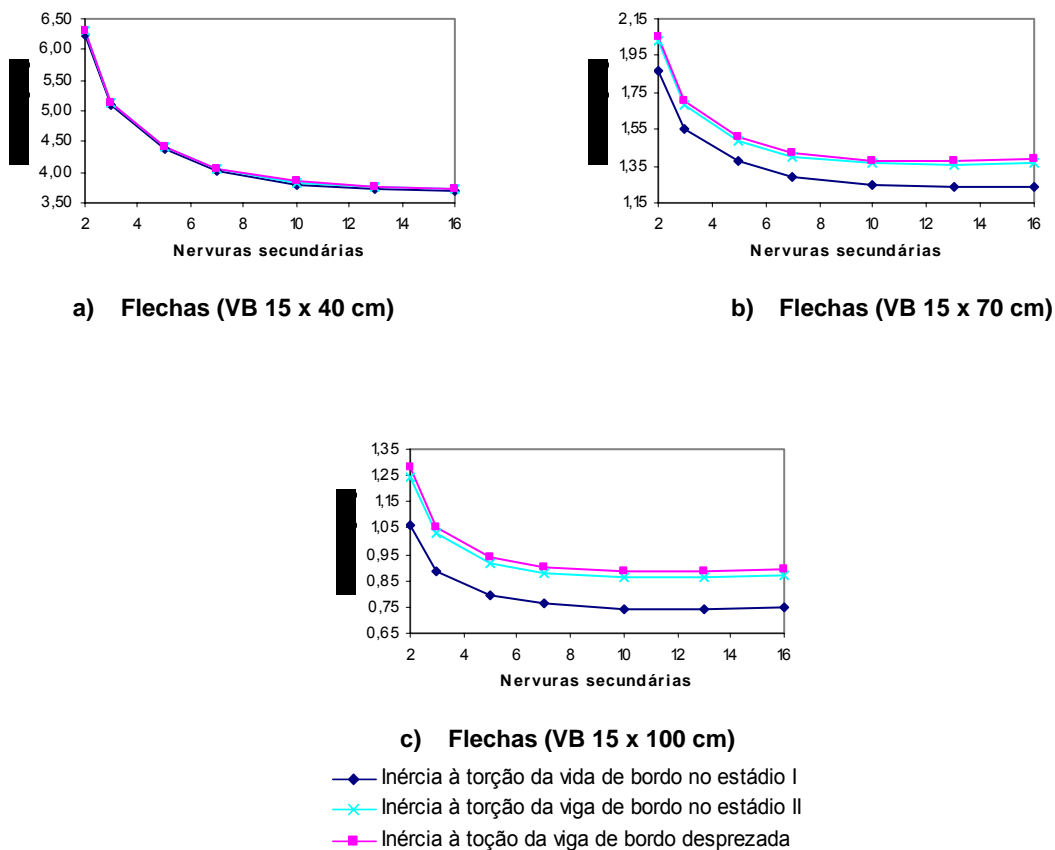 6,50
6,00
5,50
5,00
4,50
4,00
3,50
2 4 6 8 10 12 14 16
Nervuras secundárias
a) Flechas (VB 15 x 40 cm)
2,15
1,95
1,75
1,55
1,35
1,15
2 4 6 8 10 12 14 16
Nervuras secundárias
b) Flechas (VB 15 x 70 cm)
1,35
1,25
1,15
1,05
0,95
0,85
0,75
0,65
2 4 6 8 10 12 14 16
Nervuras secundárias
c) Flechas (VB 15 x 100 cm)
Inércia à torção da vida de bordo no estádio I
Inércia à torção da viga de bordo no estádio II
Inércia à toção da viga de bordo desprezada